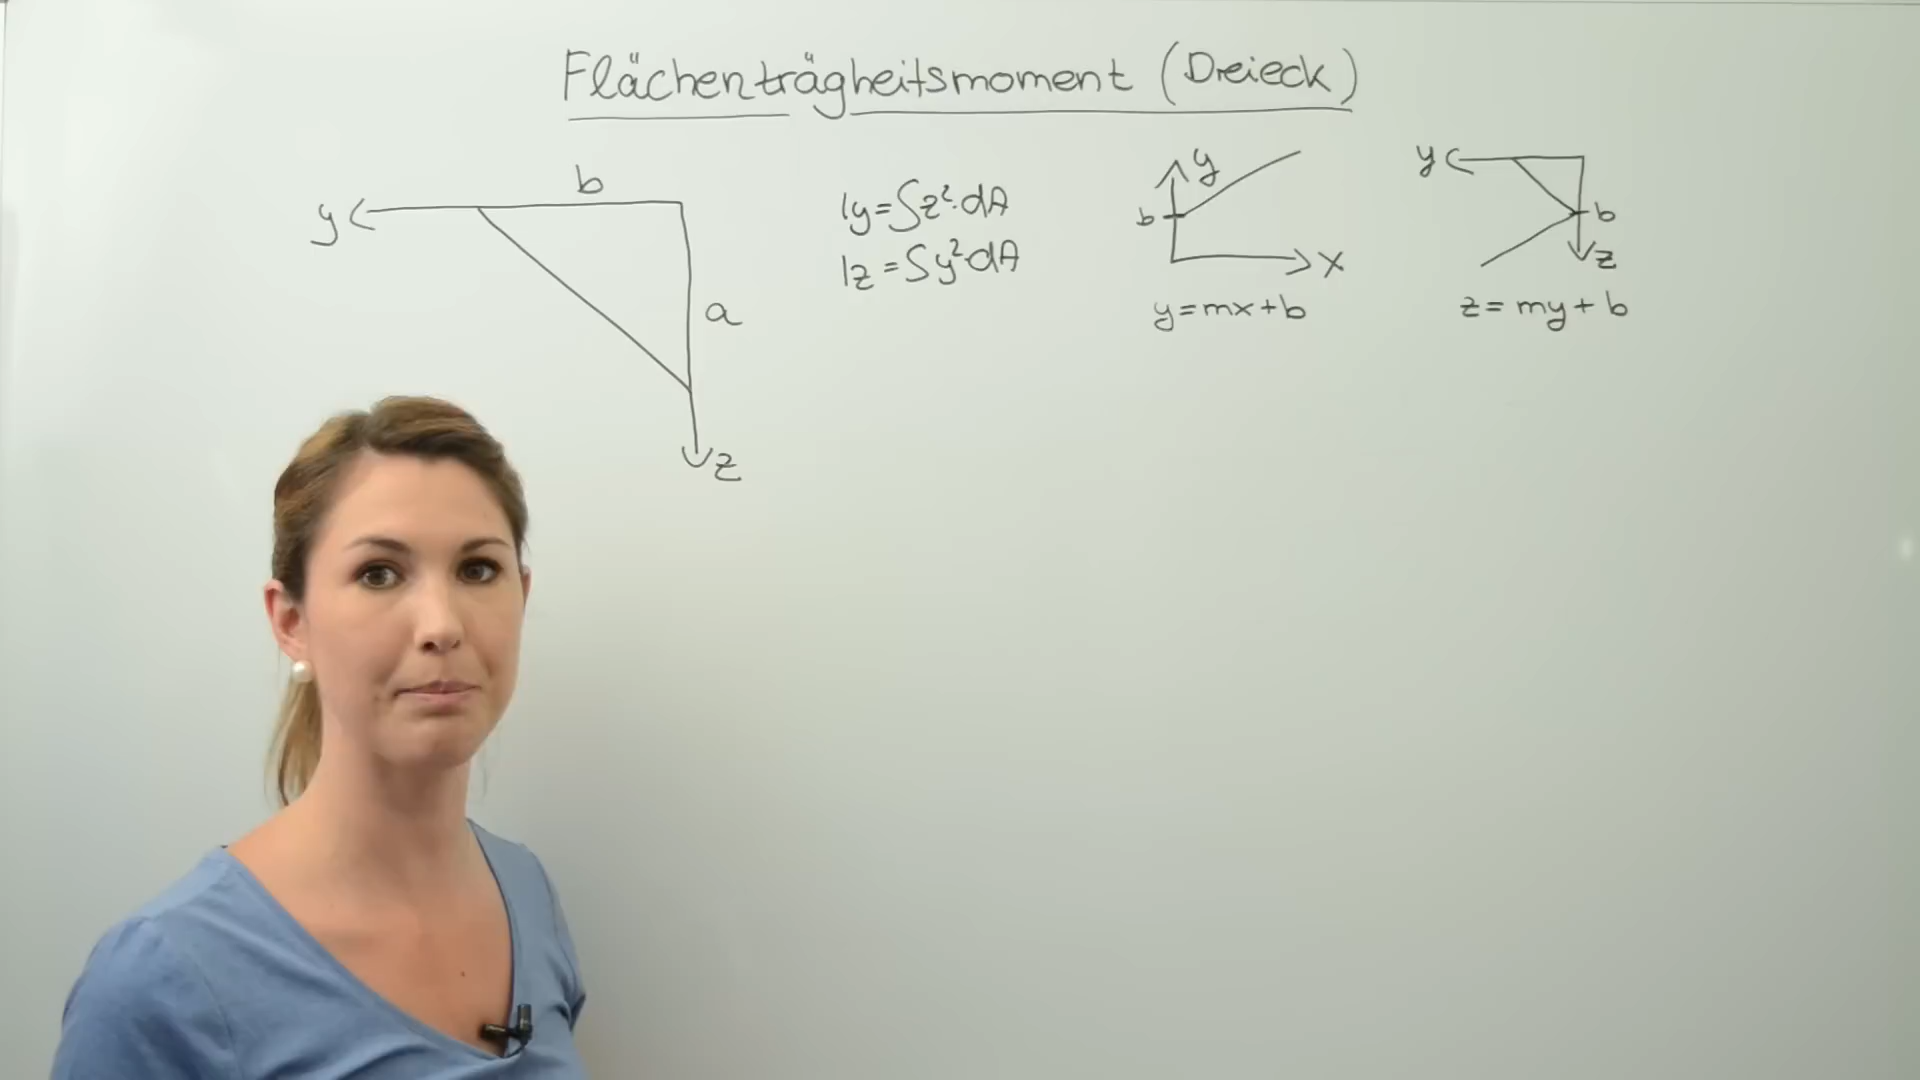 Flächenträgheitsmoment (Dreieck)
b
y
a
z
Iy=∫z²·dA
Iz=∫y²·dA
y
b
x
y=mx+b
y
b
z
z=my+b